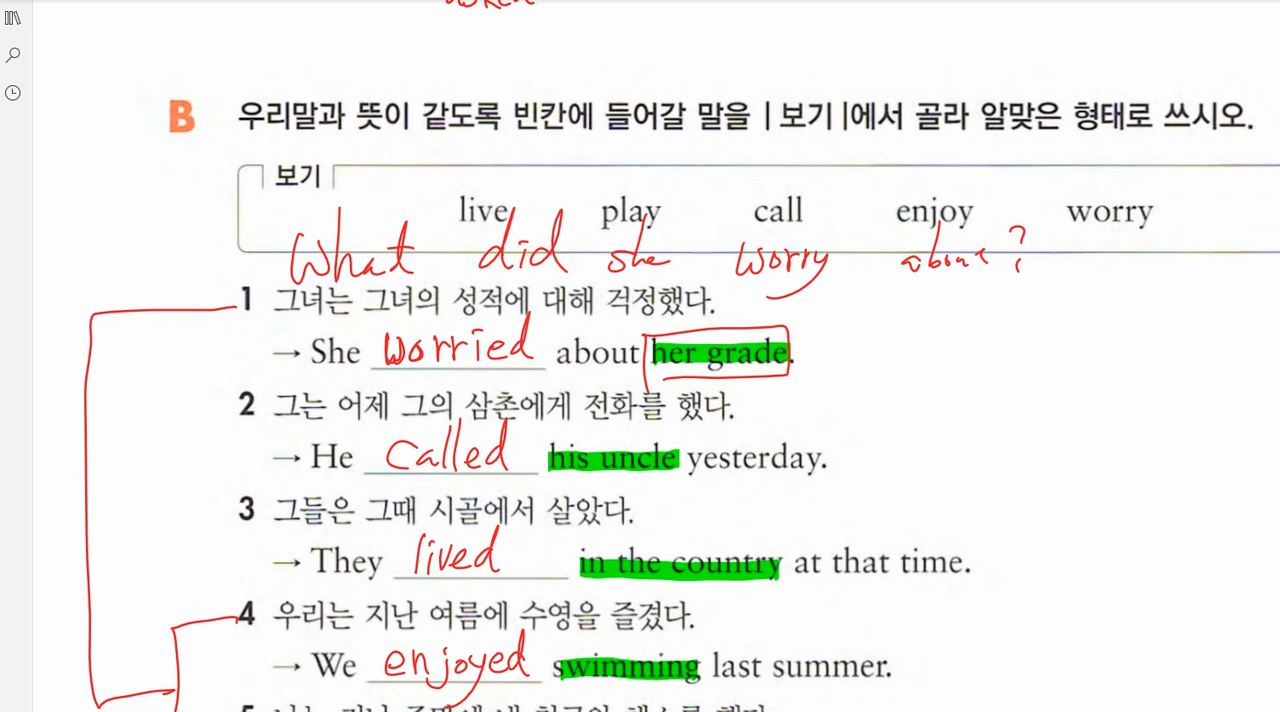 B 우리말과 뜻이 같도록 빈칸에 들어갈 말을 | 보기 |에서 골라 알맞은 형태로 쓰시오.
보기
live play call enjoy worry
What did she worry about?
1 그녀는 그녀의 성적에 대해 걱정했다.
→ She worried about her grade.
2 그는 어제 그의 삼촌에게 전화를 했다.
→ He called his uncle yesterday.
3 그들은 그때 시골에서 살았다.
→ They lived in the country at that time.
4 우리는 지난 여름에 수영을 즐겼다.
→ We enjoyed swimming last summer.